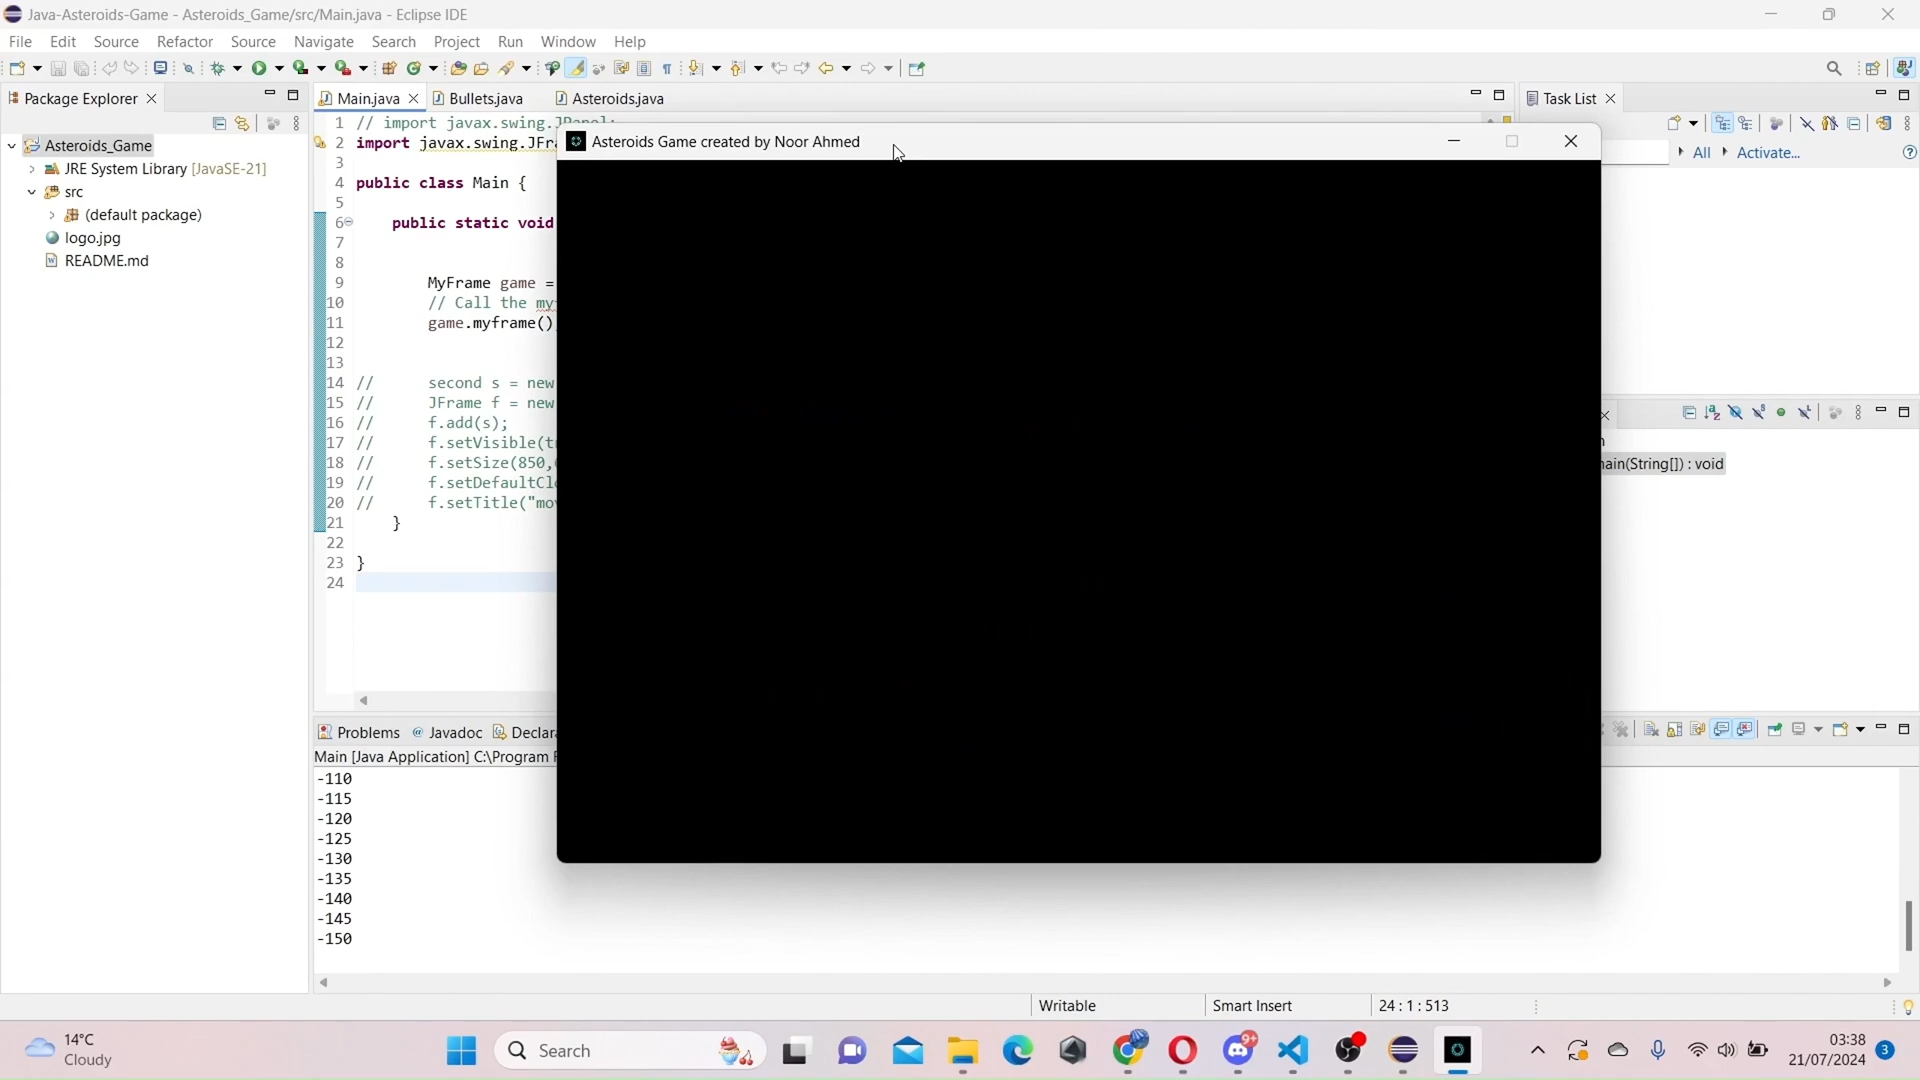 Java-Asteroids-Game - Asteroids_Game/src/Main.java - Eclipse IDE
File Edit Source Refactor Source Navigate Search Project Run Window Help
Package Explorer
Main.java Bullets.java Asteroids.java
Task List
All Activate...
Asteroids_Game
JRE System Library [JavaSE-21]
src
(default package)
logo.jpg
README.md
Asteroids Game created by Noor Ahmed
1 // import javax.swing.JPanel;
2 import javax.swing.JFra
3
4 public class Main {
5
6 public static void
7
8
9 MyFrame game =
10 // Call the my
11 game.myframe()
12
13
14 // second s = new
15 // JFrame f = new
16 // f.add(s);
17 // f.setVisible(t
18 // f.setSize(850,
19 // f.setDefaultCl
20 // f.setTitle("mo
21 }
22
23 }
24
ain(String[]) : void
Problems @ Javadoc Declara
Main [Java Application] C:\Program
-110
-115
-120
-125
-130
-135
-140
-145
-150
Writable Smart Insert 24 : 1 : 513
14°C
Cloudy
Search
9+
03:38
21/07/2024
3